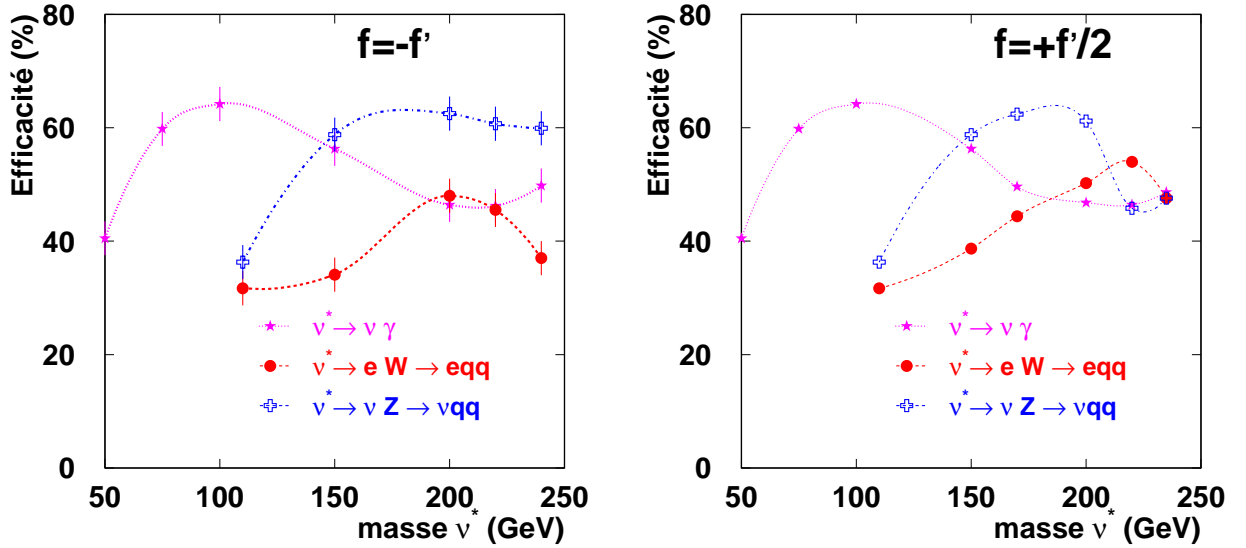 f=-f'
Efficacité (%)
80
60
40
20
0
ν* → ν γ
ν* → e W → eqq
ν* → ν Z → νqq
50 100 150 200 250
masse ν* (GeV)
f=+f'/2
Efficacité (%)
80
60
40
20
0
ν* → ν γ
ν* → e W → eqq
ν* → ν Z → νqq
50 100 150 200 250
masse ν* (GeV)